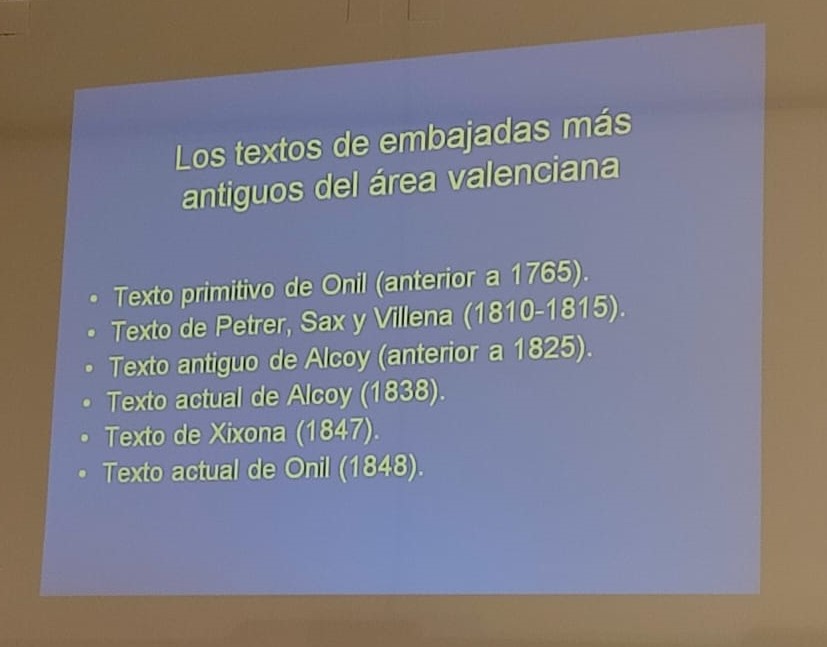 Los textos de embajadas más
antiguos del área valenciana
• Texto primitivo de Onil (anterior a 1765).
• Texto de Petrer, Sax y Villena (1810-1815).
• Texto antiguo de Alcoy (anterior a 1825).
• Texto actual de Alcoy (1838).
• Texto de Xixona (1847).
• Texto actual de Onil (1848).